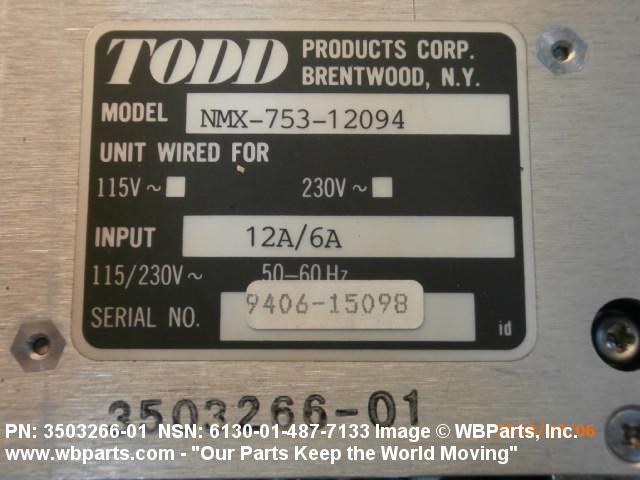 TODD PRODUCTS CORP.
BRENTWOOD, N.Y.
MODEL NMX-753-12094
UNIT WIRED FOR
115V ~ 230V ~
INPUT 12A/6A
115/230V ~ 50-60 Hz
SERIAL NO. 9406-15098
id
3503266-01
PN: 3503266-01 NSN: 6130-01-487-7133 Image © WBParts, Inc.
www.wbparts.com - "Our Parts Keep the World Moving"